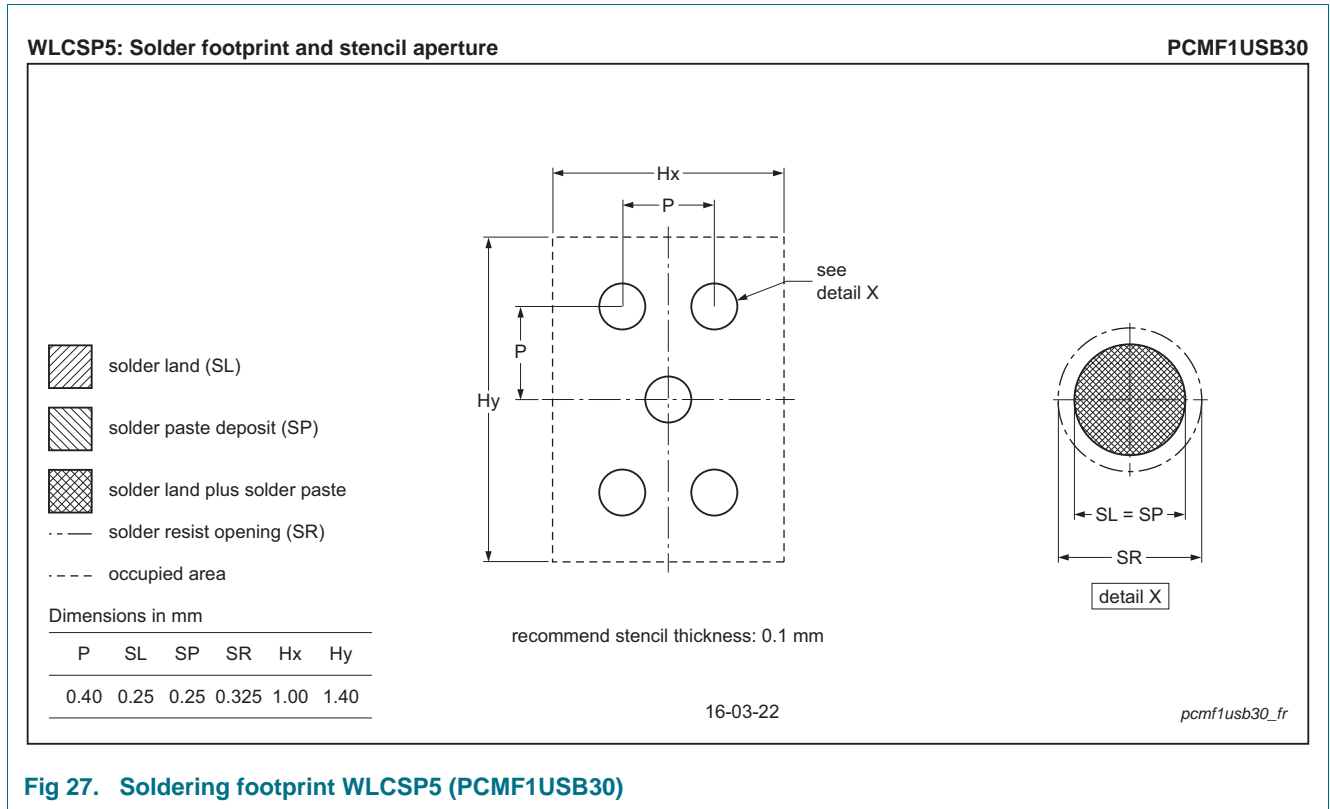 WLCSP5: Solder footprint and stencil aperture PCMF1USB30
Hx
P
see
detail X
P
Hy
solder land (SL)
solder paste deposit (SP)
solder land plus solder paste
solder resist opening (SR)
occupied area
SL = SP
SR
detail X
Dimensions in mm
P SL SP SR Hx Hy
0.40 0.25 0.25 0.325 1.00 1.40
recommend stencil thickness: 0.1 mm
16-03-22
pcmf1usb30_fr
Fig 27. Soldering footprint WLCSP5 (PCMF1USB30)